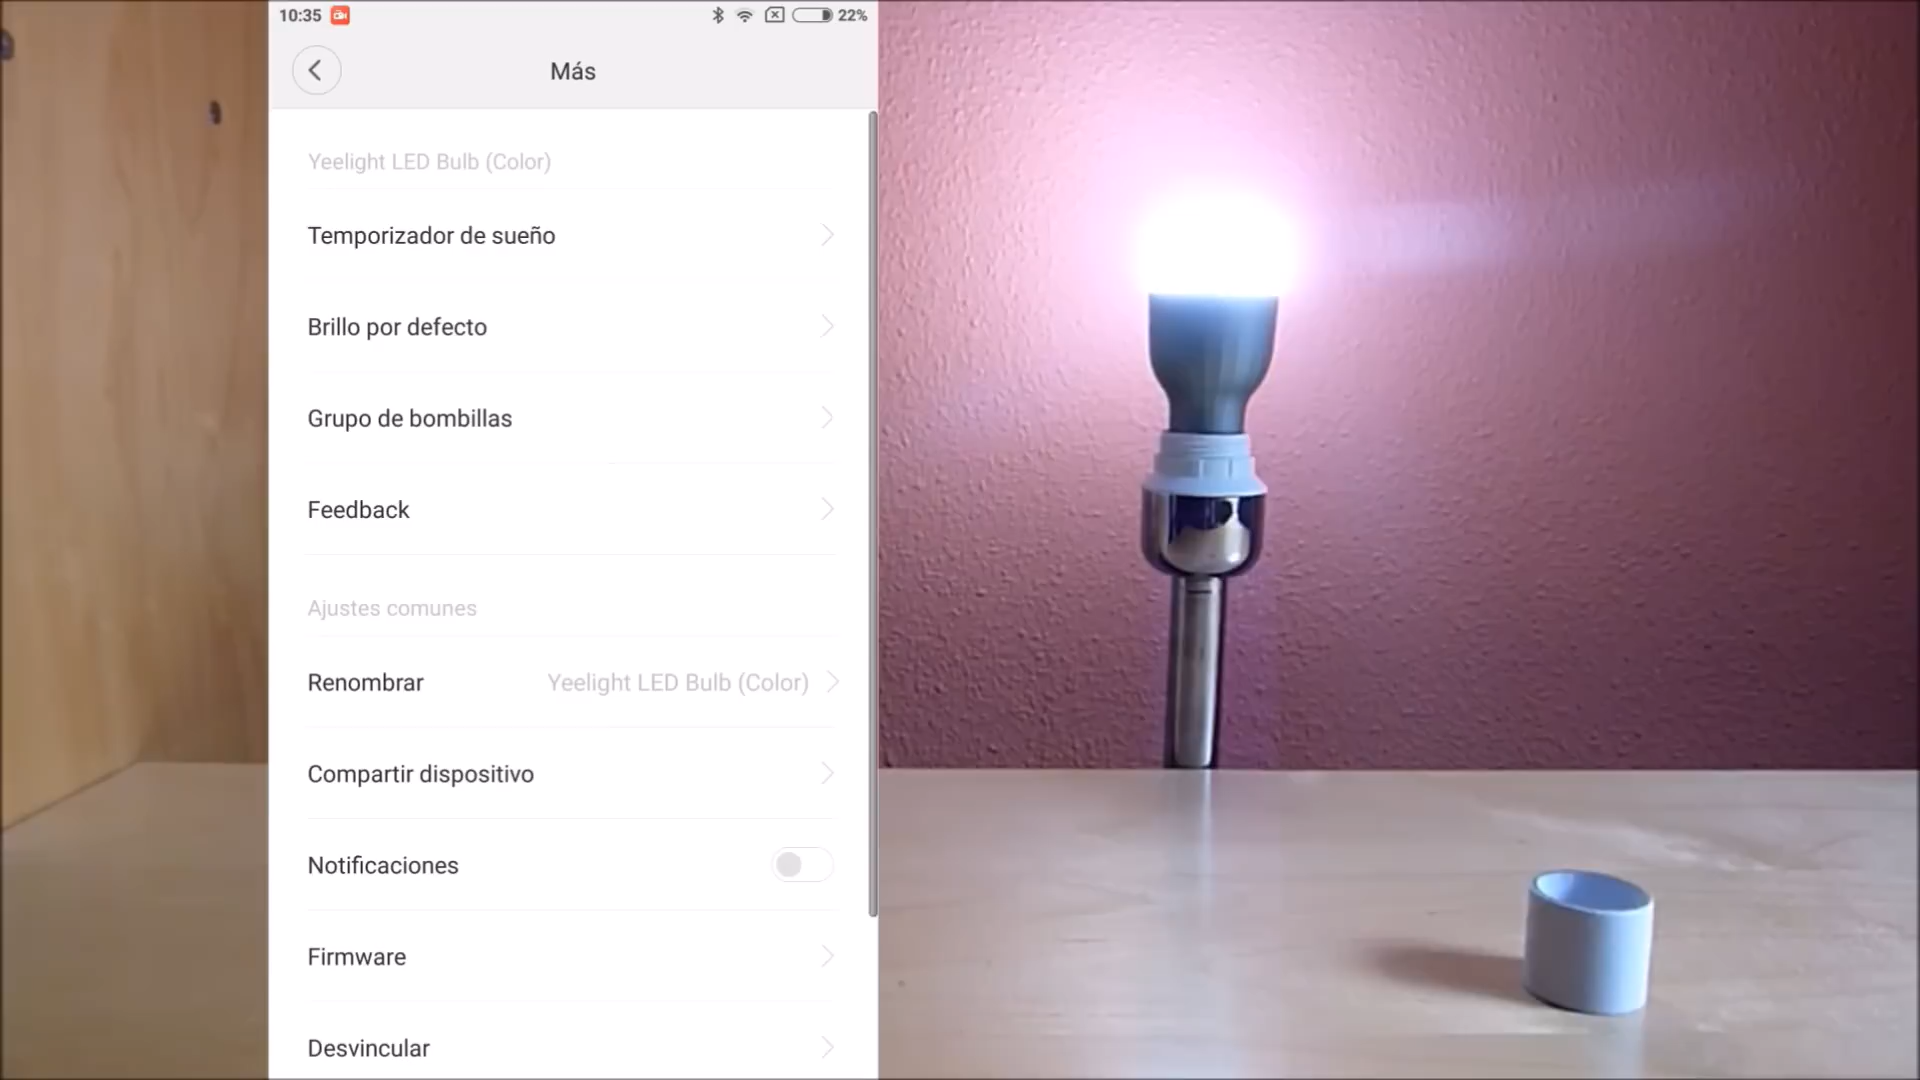 10:35
22%
Más
Yeelight LED Bulb (Color)
Temporizador de sueño
Brillo por defecto
Grupo de bombillas
Feedback
Ajustes comunes
Renombrar Yeelight LED Bulb (Color)
Compartir dispositivo
Notificaciones
Firmware
Desvincular